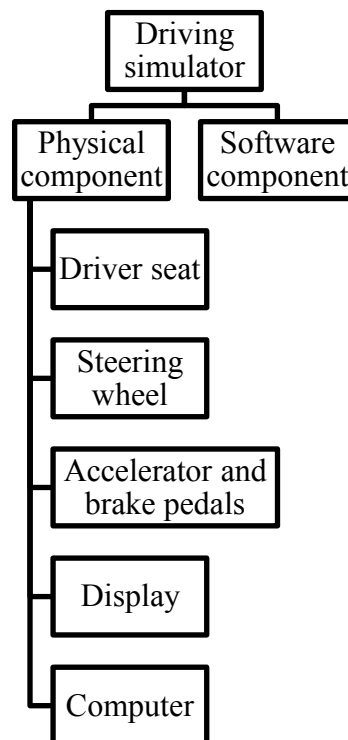 Driving
simulator
Physical
component
Software
component
Driver seat
Steering
wheel
Accelerator and
brake pedals
Display
Computer